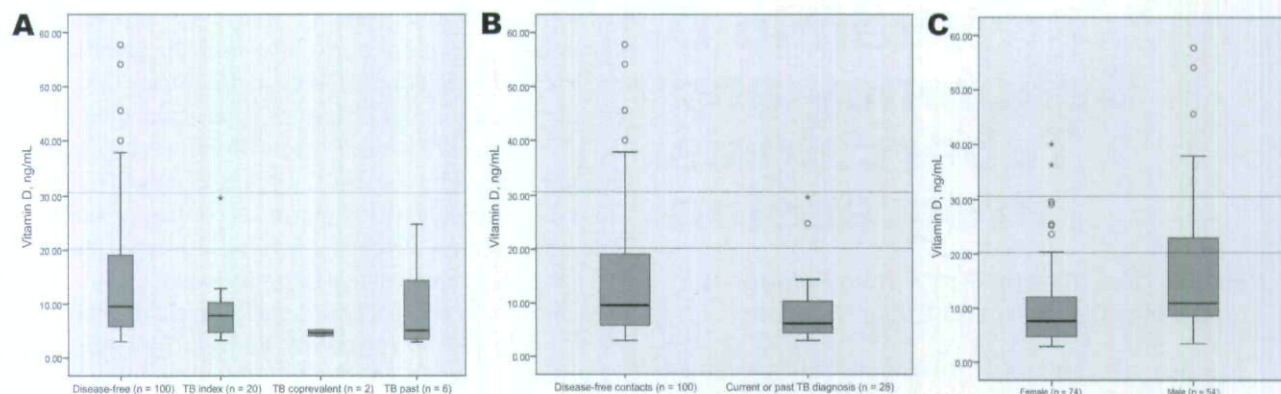 A
Vitamin D, ng/mL
60.00
50.00
40.00
30.00
20.00
10.00
0.00
Disease-free (n = 100) TB index (n = 20) TB coprevalent (n = 2) TB past (n = 6)
B
Vitamin D, ng/mL
60.00
50.00
40.00
30.00
20.00
10.00
0.00
Disease-free contacts (n = 100) Current or past TB diagnosis (n = 28)
C
Vitamin D, ng/mL
60.00
50.00
40.00
30.00
20.00
10.00
0.00
Female (n = 74) Male (n = 54)